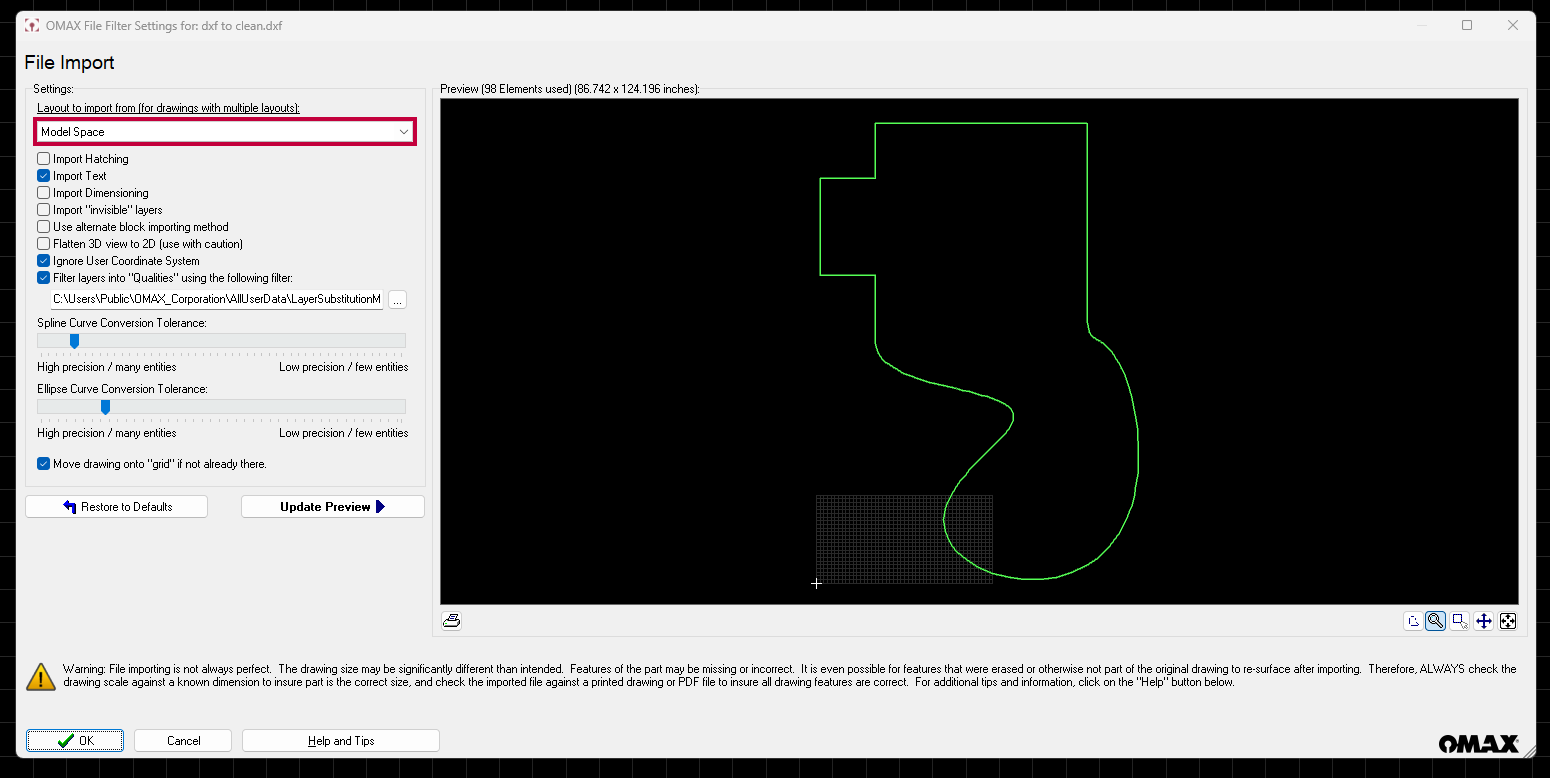 OMAX File Filter Settings for: dxf to clean.dxf
File Import
Settings:
Layout to import from (for drawings with multiple layouts):
Model Space
Import Hatching
Import Text
Import Dimensioning
Import "invisible" layers
Use alternate block importing method
Flatten 3D view to 2D (use with caution)
Ignore User Coordinate System
Filter layers into "Qualities" using the following filter:
C:\Users\Public\OMAX_Corporation\AllUserData\LayerSubstitutionM
...
Spline Curve Conversion Tolerance:
High precision / many entities Low precision / few entities
Ellipse Curve Conversion Tolerance:
High precision / many entities Low precision / few entities
Move drawing onto "grid" if not already there.
Restore to Defaults Update Preview
Preview (98 Elements used) (86.742 x 124.196 inches):
Warning: File importing is not always perfect. The drawing size may be significantly different than intended. Features of the part may be missing or incorrect. It is even possible for features that were erased or otherwise not part of the original drawing to re-surface after importing. Therefore, ALWAYS check the
drawing scale against a known dimension to insure part is the correct size, and check the imported file against a printed drawing or PDF file to insure all drawing features are correct. For additional tips and information, click on the "Help" button below.
OK Cancel Help and Tips
OMAX